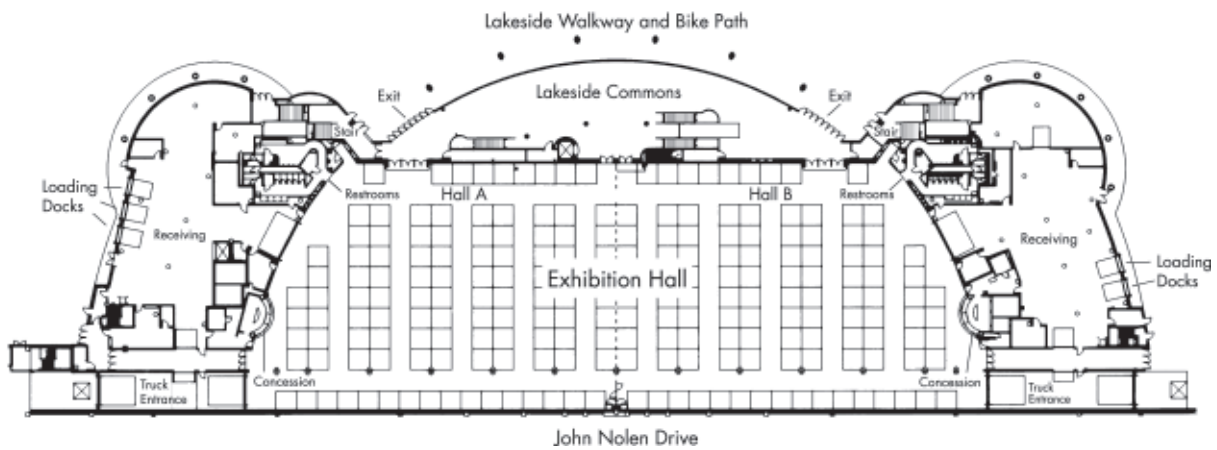 Lakeside Walkway and Bike Path
Exit
Lakeside Commons
Exit
Stair
Stair
Loading
Docks
Restrooms
Hall A
Hall B
Restrooms
Receiving
Receiving
Loading
Docks
Exhibition Hall
Concession
Concession
Truck
Entrance
Truck
Entrance
John Nolen Drive